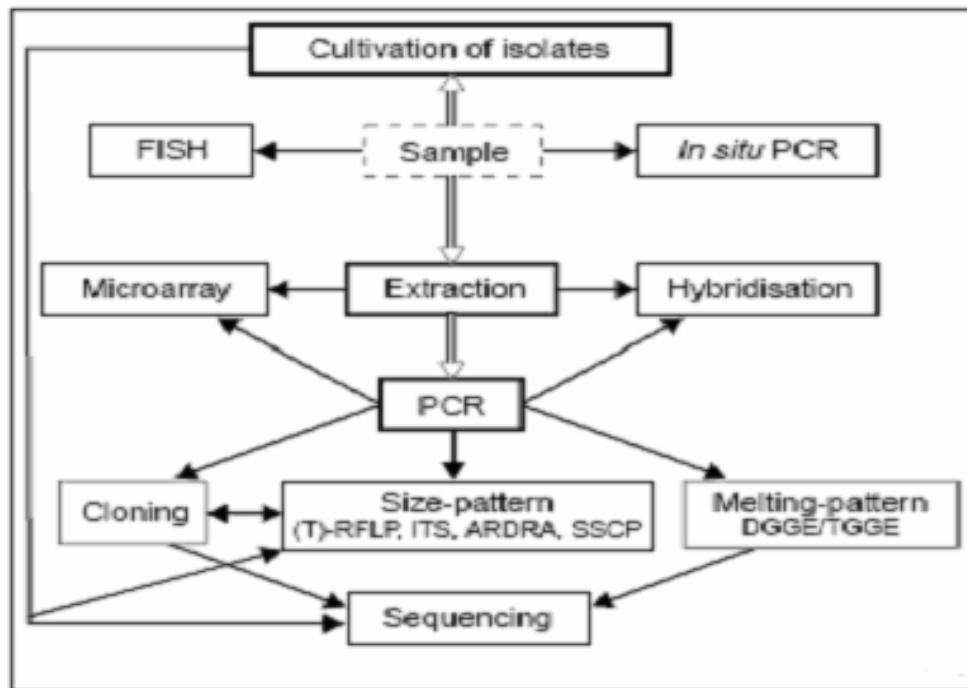 Cultivation of isolates
FISH
Sample
In situ PCR
Microarray
Extraction
Hybridisation
PCR
Cloning
Size-pattern
(T)-RFLP, ITS, ARDRA, SSCP
Melting-pattern
DGGE/TGGE
Sequencing